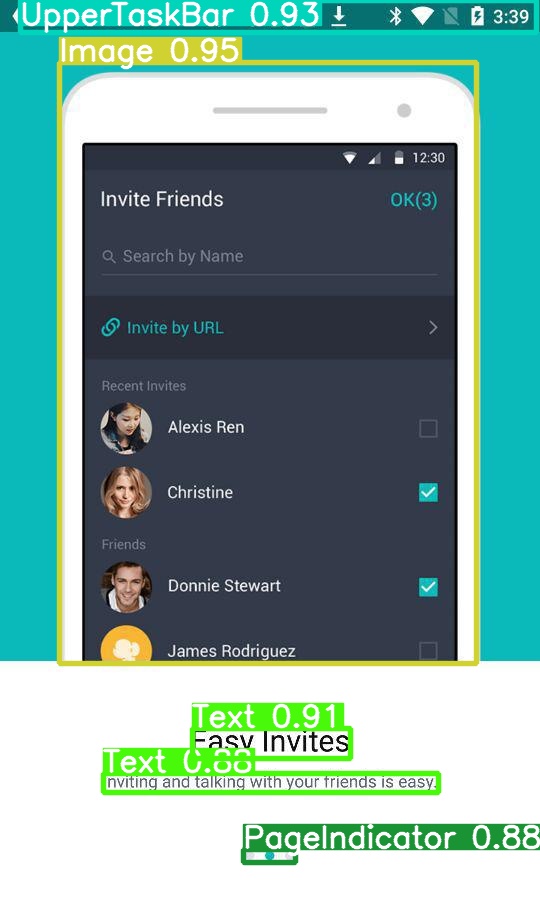 UpperTaskBar 0.93
3:39
Image 0.95
12:30
Invite Friends
OK(3)
Search by Name
Invite by URL
Recent Invites
Alexis Ren
Christine
Friends
Donnie Stewart
James Rodriguez
Text 0.91
Easy Invites
Text 0.88
Inviting and talking with your friends is easy.
PageIndicator 0.88